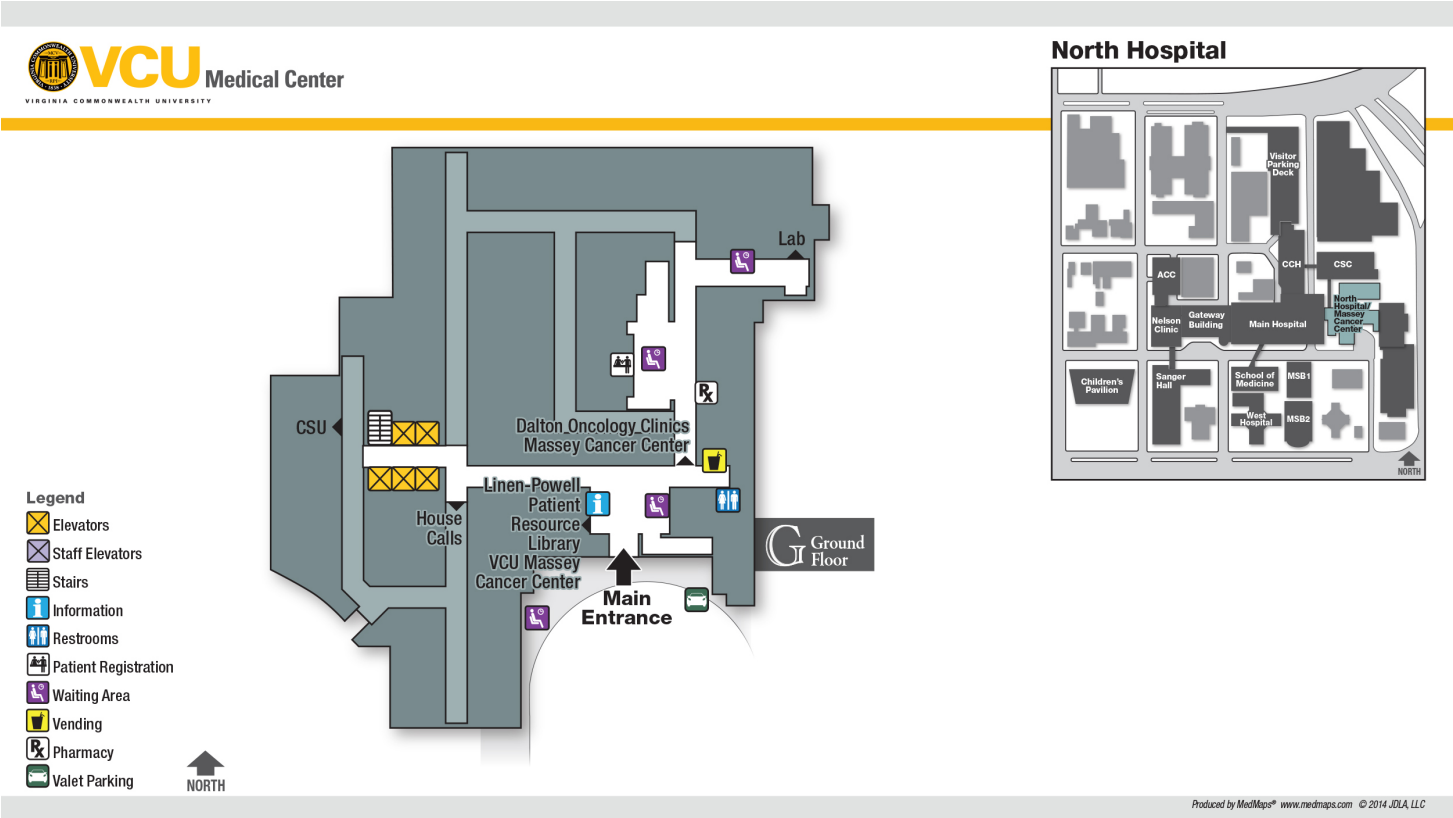 VCU Medical Center
VIRGINIA COMMONWEALTH UNIVERSITY
North Hospital
Visitor
Parking
Deck
CCH
CSC
ACC
North
Hospital/
Massey
Cancer
Center
Nelson
Clinic
Gateway
Building
Main Hospital
Children's
Pavilion
Sanger
Hall
School of
Medicine
MSB1
West
Hospital
MSB2
NORTH
Lab
Rx
CSU
Dalton Oncology Clinics
Massey Cancer Center
House
Calls
Linen-Powell
Patient
Resource
Library
VCU Massey
Cancer Center
i
G Ground
Floor
Main
Entrance
Legend
Elevators
Staff Elevators
Stairs
i Information
Restrooms
Patient Registration
Waiting Area
Vending
Rx Pharmacy
Valet Parking
NORTH
Produced by MedMaps® www.medmaps.com © 2014 JDLA, LLC